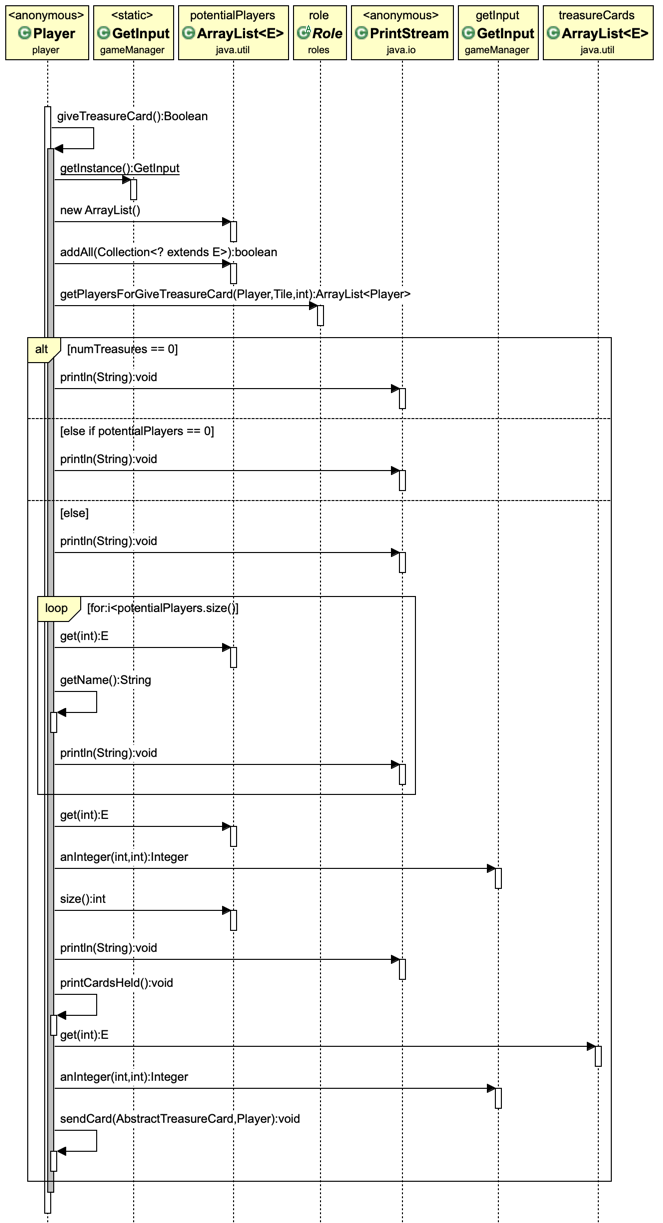 <anonymous> <static> potentialPlayers role <anonymous> getInput treasureCards
C Player C GetInput C ArrayList<E> C Role C PrintStream C GetInput C ArrayList<E>
player gameManager java.util roles java.io gameManager java.util
giveTreasureCard():Boolean
getInstance():GetInput
new ArrayList()
addAll(Collection<? extends E>):boolean
getPlayersForGiveTreasureCard(Player,Tile,int):ArrayList<Player>
alt [numTreasures == 0]
println(String):void
[else if potentialPlayers == 0]
println(String):void
[else]
println(String):void
loop [for:i<potentialPlayers.size()]
get(int):E
getName():String
println(String):void
get(int):E
anInteger(int,int):Integer
size():int
println(String):void
printCardsHeld():void
get(int):E
anInteger(int,int):Integer
sendCard(AbstractTreasureCard,Player):void